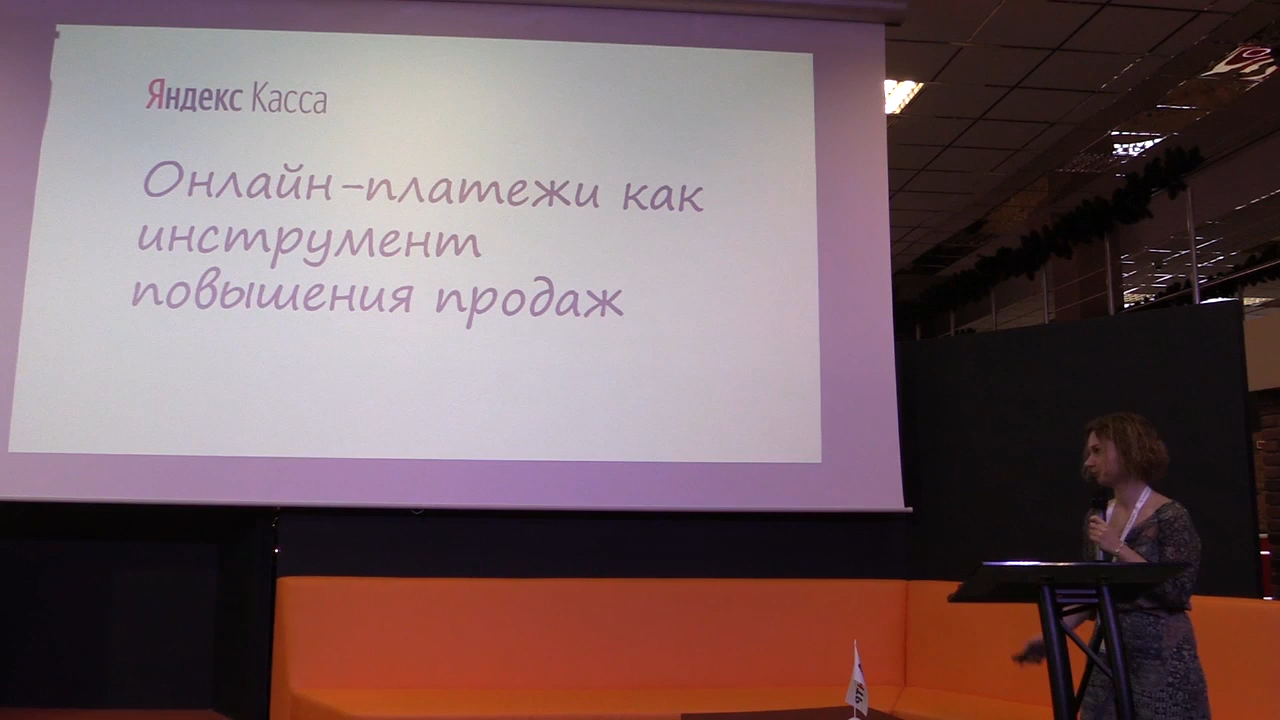 Яндекс Касса
Онлайн-платежи как
инструмент
повышения продаж